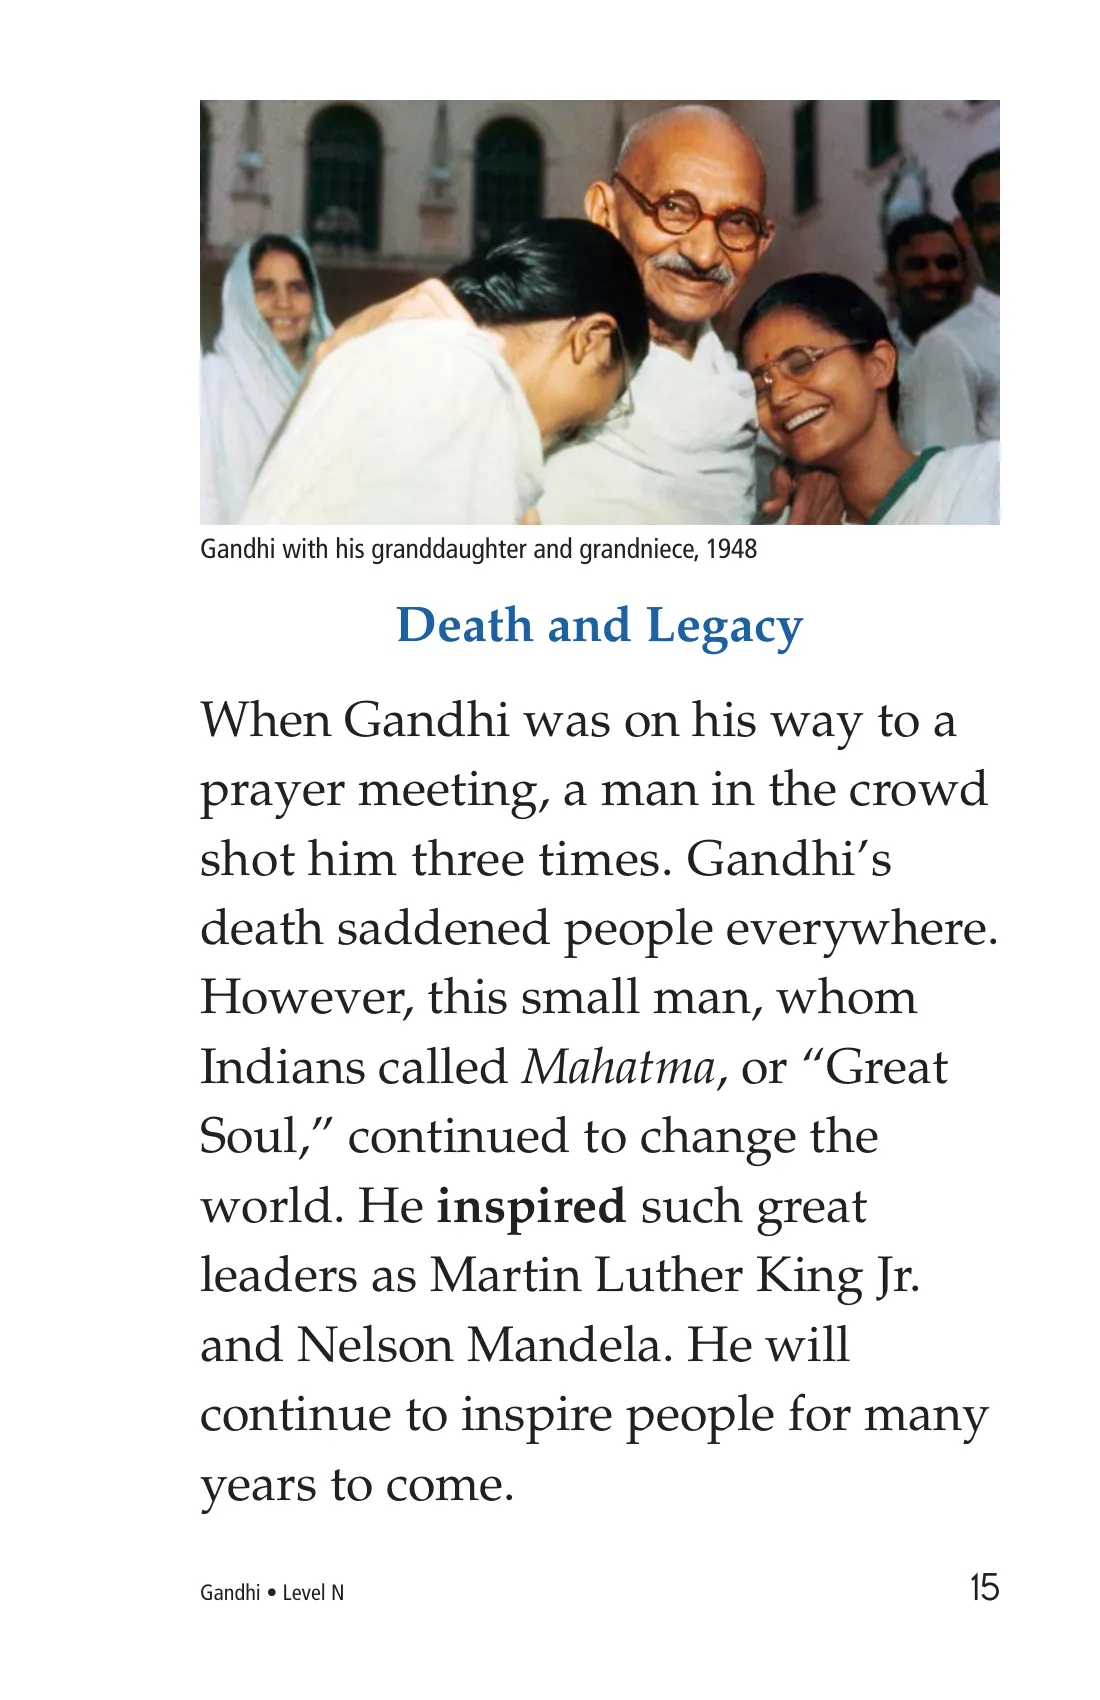 Gandhi with his granddaughter and grandniece, 1948
Death and Legacy
When Gandhi was on his way to a
prayer meeting, a man in the crowd
shot him three times. Gandhi’s
death saddened people everywhere.
However, this small man, whom
Indians called Mahatma, or “Great
Soul,” continued to change the
world. He inspired such great
leaders as Martin Luther King Jr.
and Nelson Mandela. He will
continue to inspire people for many
years to come.
Gandhi • Level N
15